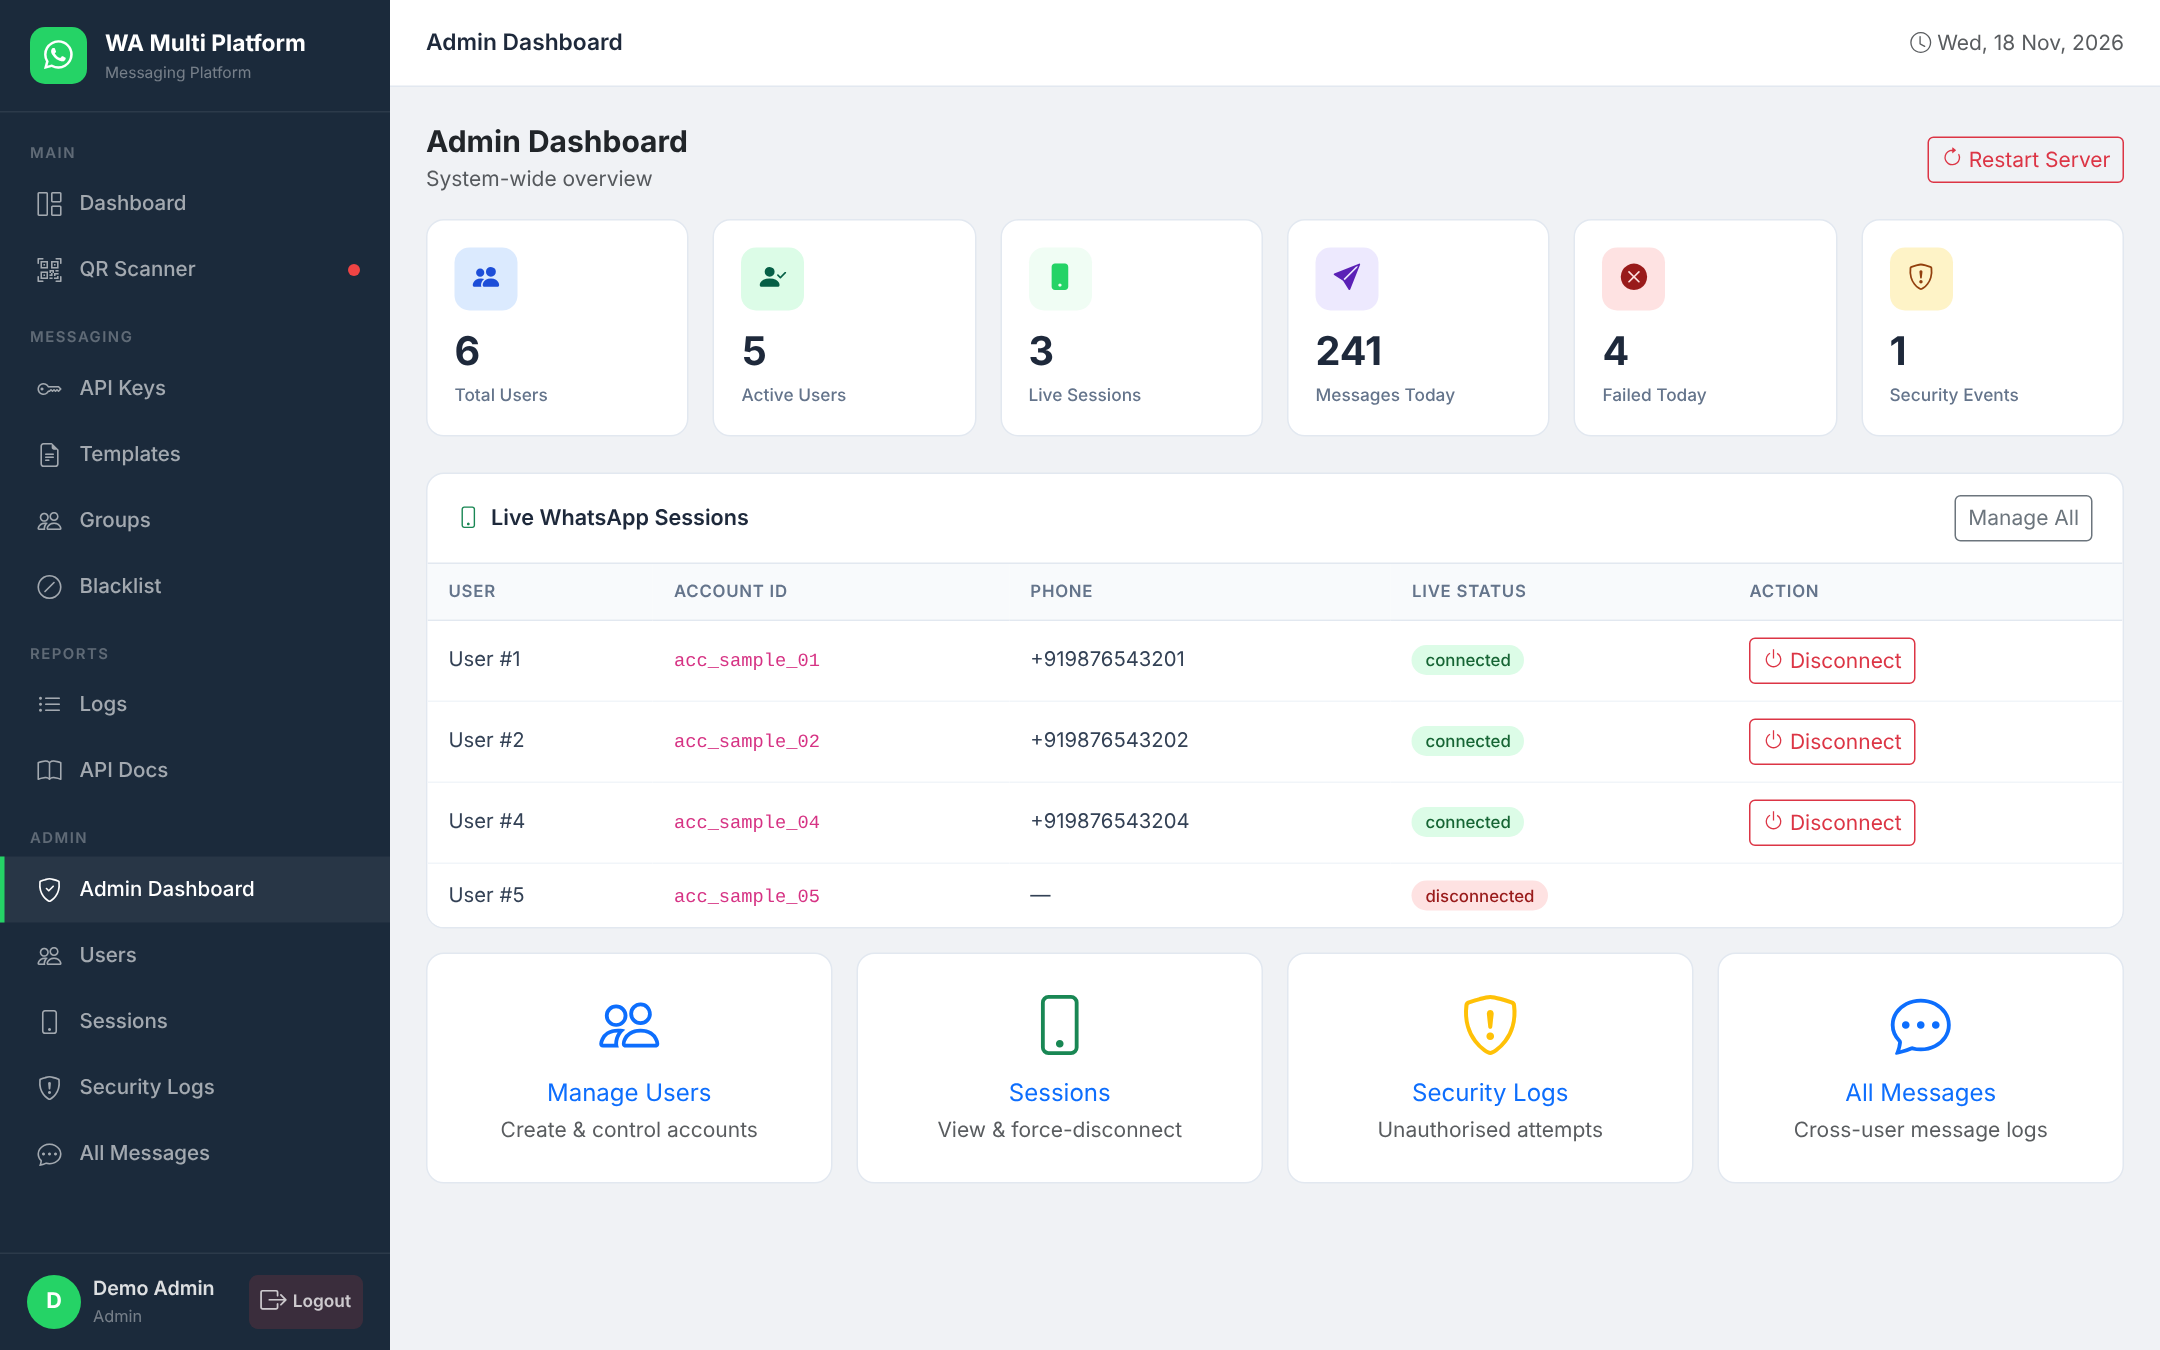 WA Multi Platform
Messaging Platform
MAIN
Dashboard
QR Scanner
MESSAGING
API Keys
Templates
Groups
Blacklist
REPORTS
Logs
API Docs
ADMIN
Admin Dashboard
Users
Sessions
Security Logs
All Messages
D
Demo Admin
Admin
Logout
Admin Dashboard
Wed, 18 Nov, 2026
Admin Dashboard
System-wide overview
Restart Server
6
Total Users
5
Active Users
3
Live Sessions
241
Messages Today
4
Failed Today
1
Security Events
Live WhatsApp Sessions
Manage All
USER ACCOUNT ID PHONE LIVE STATUS ACTION
User #1 acc_sample_01 +919876543201 connected Disconnect
User #2 acc_sample_02 +919876543202 connected Disconnect
User #4 acc_sample_04 +919876543204 connected Disconnect
User #5 acc_sample_05 — disconnected
Manage Users
Create & control accounts
Sessions
View & force-disconnect
Security Logs
Unauthorised attempts
All Messages
Cross-user message logs